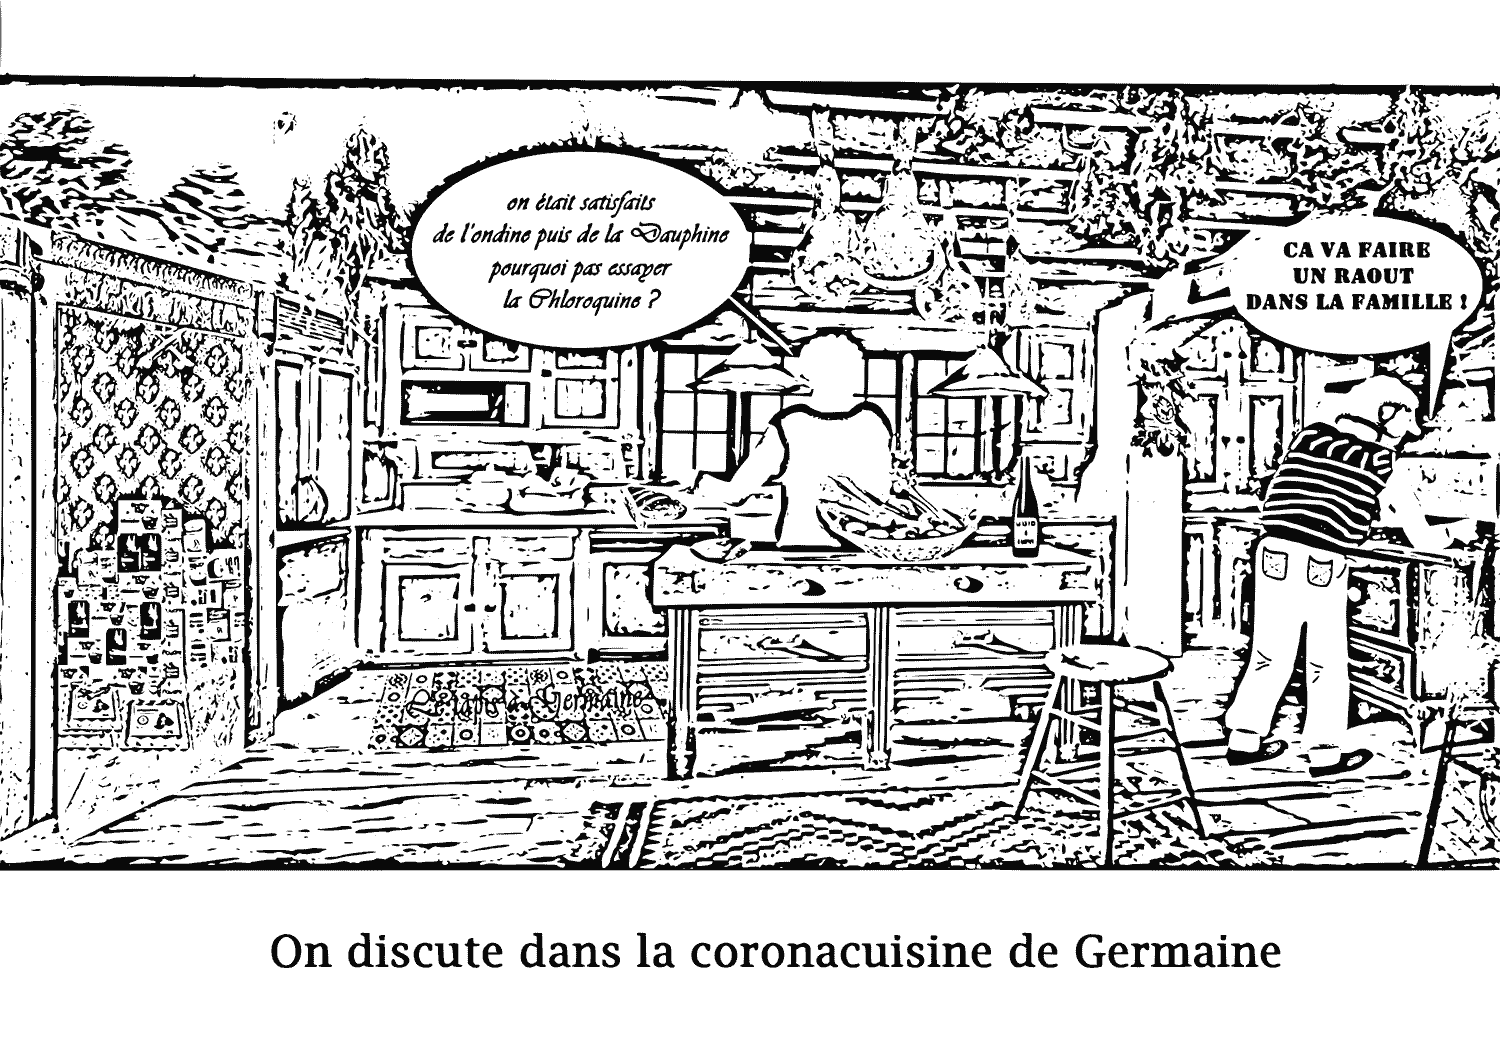 on était satisfaits
de l'ondine puis de la Dauphine
pourquoi pas essayer
la Chloroquine ?
CA VA FAIRE
UN RAOUT
DANS LA FAMILLE !
Le tapis à Germaine
On discute dans la coronacuisine de Germaine